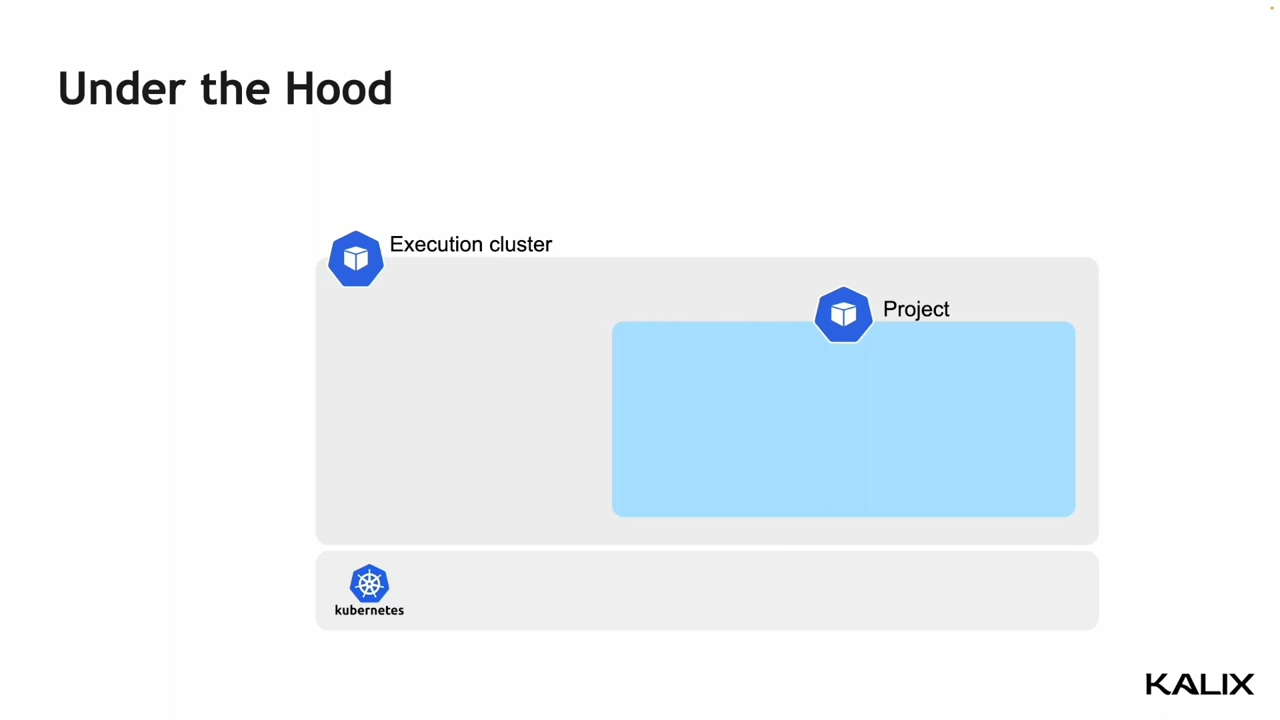 Under the Hood
Execution cluster
Project
kubernetes
KALIX